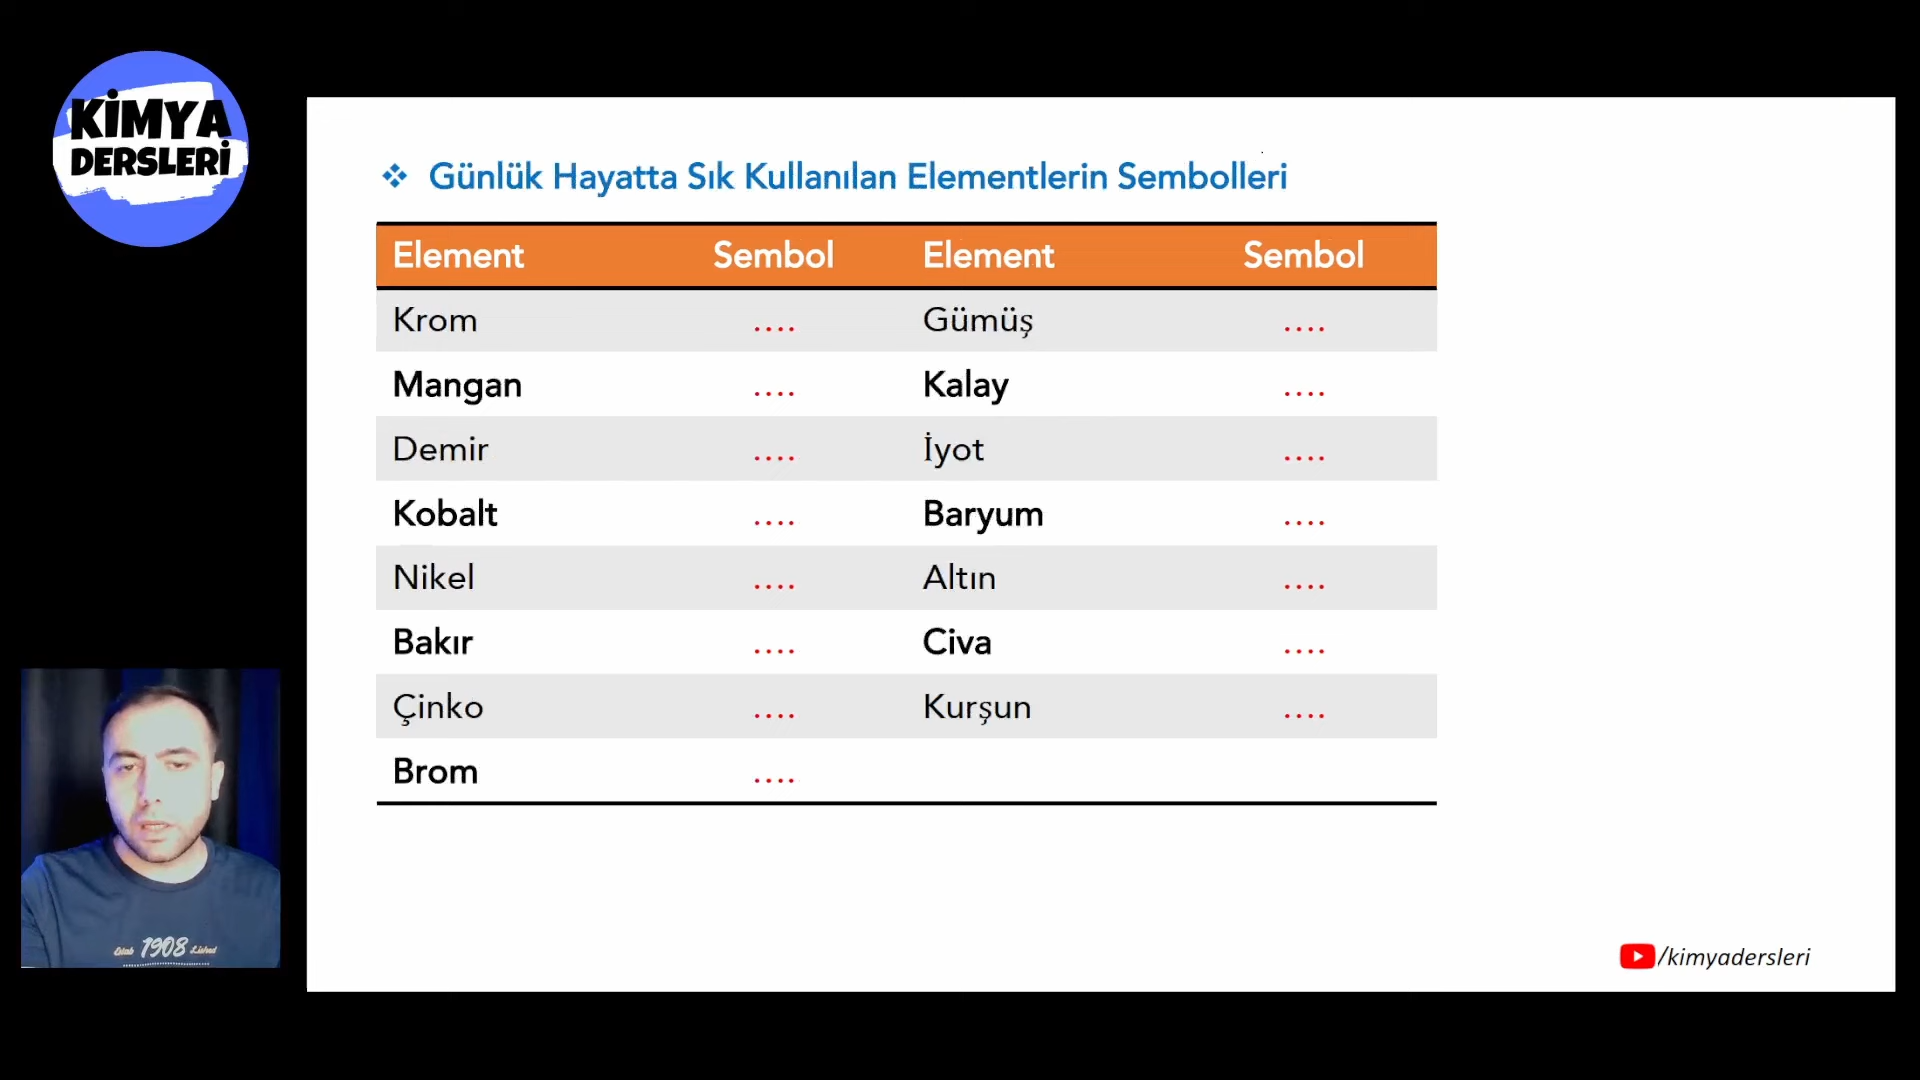 KİMYA
DERSLERİ
❖ Günlük Hayatta Sık Kullanılan Elementlerin Sembolleri
Element Sembol Element Sembol
Krom .... Gümüş ....
Mangan .... Kalay ....
Demir .... İyot ....
Kobalt .... Baryum ....
Nikel .... Altın ....
Bakır .... Civa ....
Çinko .... Kurşun ....
Brom ....
1908
/kimyadersleri